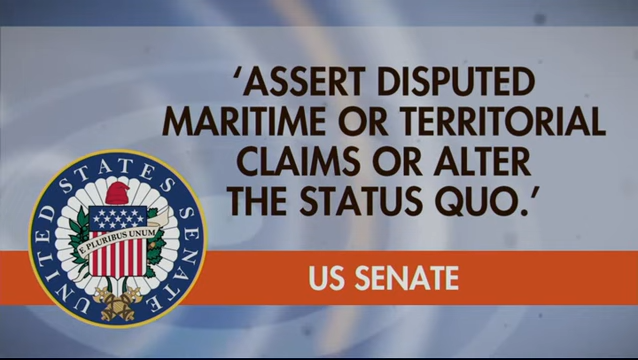 ‘ASSERT DISPUTED
MARITIME OR TERRITORIAL
CLAIMS OR ALTER
THE STATUS QUO.’
UNITED STATES SENATE
E PLURIBUS UNUM
US SENATE